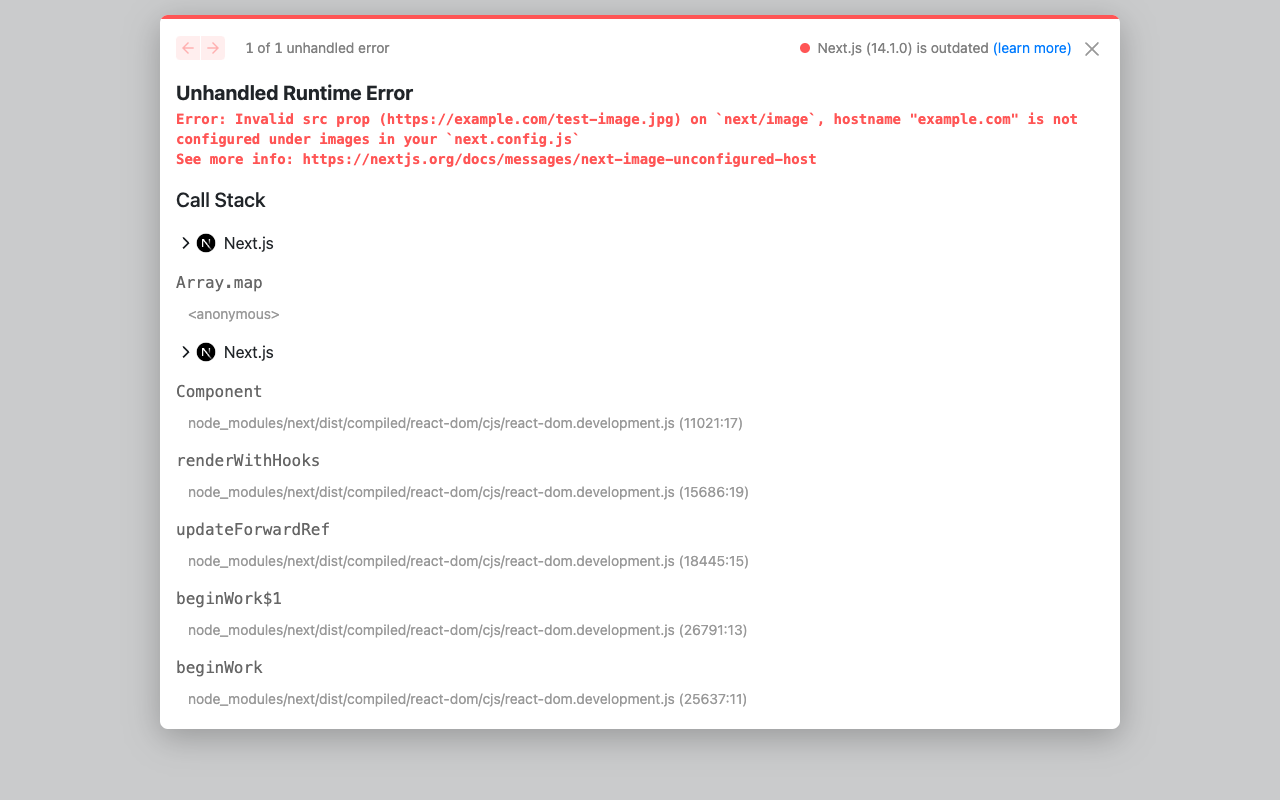 1 of 1 unhandled error
Next.js (14.1.0) is outdated (learn more)
Unhandled Runtime Error
Error: Invalid src prop (https://example.com/test-image.jpg) on `next/image`, hostname "example.com" is not
configured under images in your `next.config.js`
See more info: https://nextjs.org/docs/messages/next-image-unconfigured-host
Call Stack
N Next.js
Array.map
<anonymous>
N Next.js
Component
node_modules/next/dist/compiled/react-dom/cjs/react-dom.development.js (11021:17)
renderWithHooks
node_modules/next/dist/compiled/react-dom/cjs/react-dom.development.js (15686:19)
updateForwardRef
node_modules/next/dist/compiled/react-dom/cjs/react-dom.development.js (18445:15)
beginWork$1
node_modules/next/dist/compiled/react-dom/cjs/react-dom.development.js (26791:13)
beginWork
node_modules/next/dist/compiled/react-dom/cjs/react-dom.development.js (25637:11)